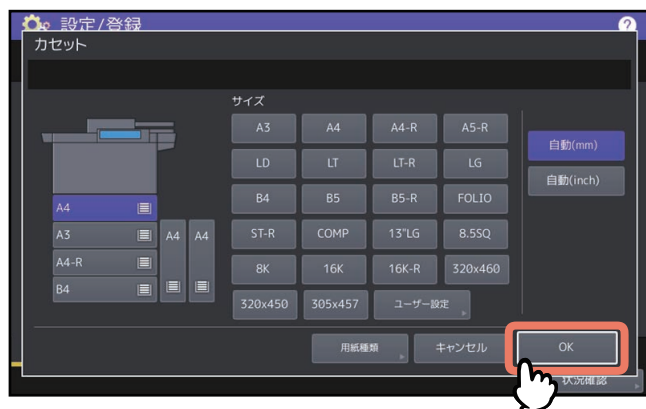 設定/登録
?
カセット
サイズ
A3 A4 A4-R A5-R
自動(mm)
LD LT LT-R LG
自動(inch)
B4 B5 B5-R FOLIO
A4
A3 A4 A4
ST-R COMP 13"LG 8.5SQ
A4-R
8K 16K 16K-R 320x460
B4
320x450 305x457 ユーザー設定
用紙種類 キャンセル OK
状況確認